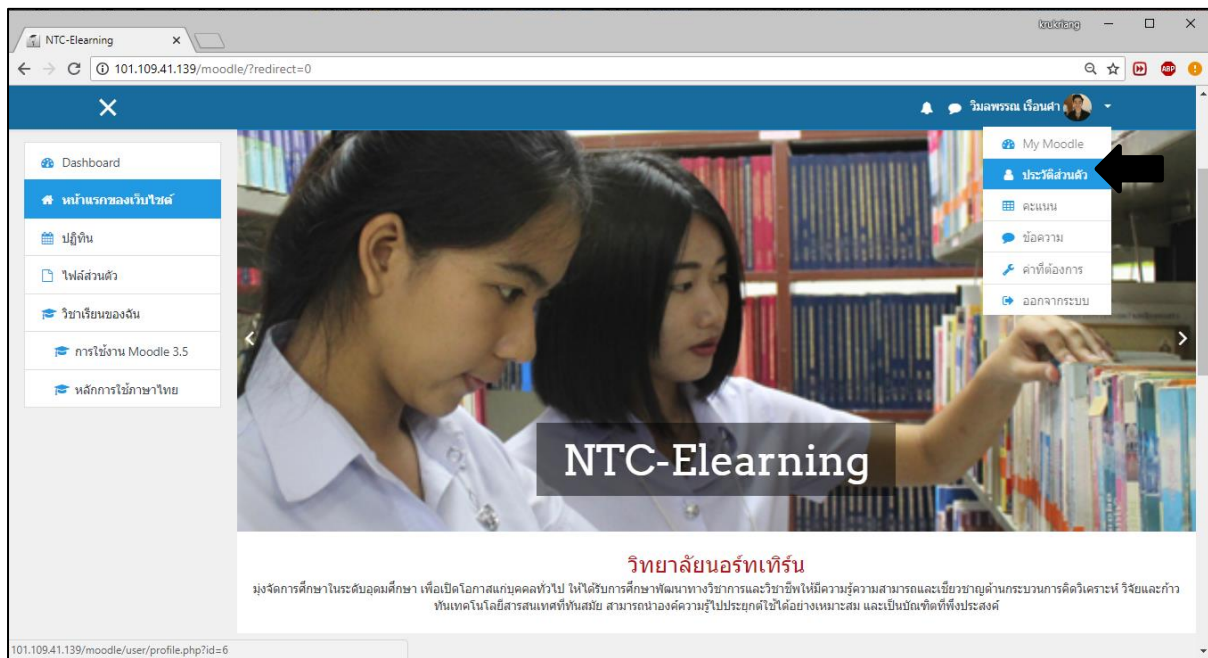 kruktiang
NTC-Elearning
101.109.41.139/moodle/?redirect=0
ABP
วิมลพรรณ เรือนศา
Dashboard
หน้าแรกของเว็บไซต์
ปฏิทิน
ไฟล์ส่วนตัว
วิชาเรียนของฉัน
การใช้งาน Moodle 3.5
หลักการใช้ภาษาไทย
My Moodle
ประวัติส่วนตัว
คะแนน
ข้อความ
ค่าที่ต้องการ
ออกจากระบบ
NTC-Elearning
วิทยาลัยนอร์ทเทิร์น
มุ่งจัดการศึกษาในระดับอุดมศึกษา เพื่อเปิดโอกาสแก่บุคคลทั่วไป ให้ได้รับการศึกษาพัฒนาทางวิชาการและวิชาชีพให้มีความรู้ความสามารถและเชี่ยวชาญด้านกระบวนการคิดวิเคราะห์ วิจัยและก้าว
ทันเทคโนโลยีสารสนเทศที่ทันสมัย สามารถนำองค์ความรู้ไปประยุกต์ใช้ได้อย่างเหมาะสม และเป็นบัณฑิตที่พึงประสงค์
101.109.41.139/moodle/user/profile.php?id=6